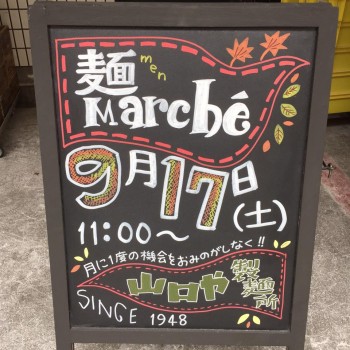 麺 men
Marché
9月17日
(土)
11:00〜
月に1度の機会をおみのがしなく!!
山口や製麺所
SINCE 1948